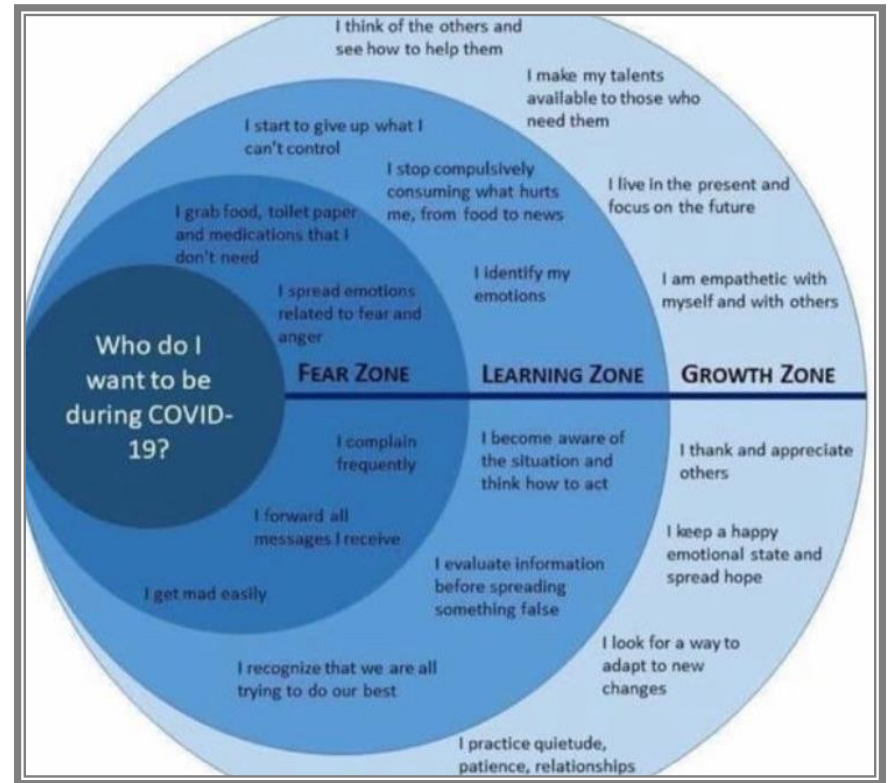 I think of the others and
see how to help them
I make my talents
available to those who
need them
I start to give up what I
can't control
I stop compulsively
consuming what hurts
me, from food to news
I live in the present and
focus on the future
I grab food, toilet paper
and medications that I
don't need
I identify my
emotions
I am empathetic with
myself and with others
I spread emotions
related to fear and
anger
Who do I
want to be
during COVID-
19?
FEAR ZONE
LEARNING ZONE
GROWTH ZONE
I complain
frequently
I become aware of
the situation and
think how to act
I thank and appreciate
others
I forward all
messages I receive
I keep a happy
emotional state and
spread hope
I evaluate information
before spreading
something false
I get mad easily
I look for a way to
adapt to new
changes
I recognize that we are all
trying to do our best
I practice quietude,
patience, relationships